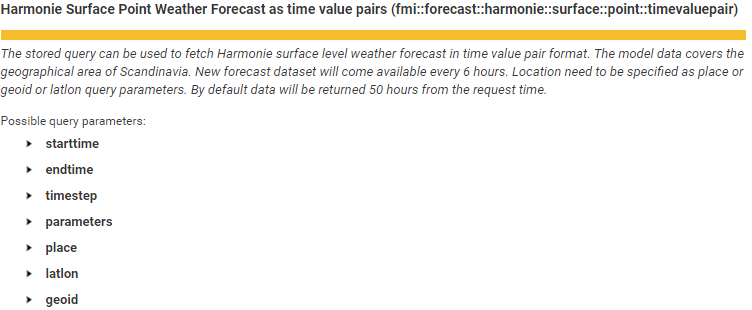 Harmonie Surface Point Weather Forecast as time value pairs (fmi::forecast::harmonie::surface::point::timevaluepair)
The stored query can be used to fetch Harmonie surface level weather forecast in time value pair format. The model data covers the
geographical area of Scandinavia. New forecast dataset will come available every 6 hours. Location need to be specified as place or
geoid or latlon query parameters. By default data will be returned 50 hours from the request time.
Possible query parameters:
starttime
endtime
timestep
parameters
place
latlon
geoid